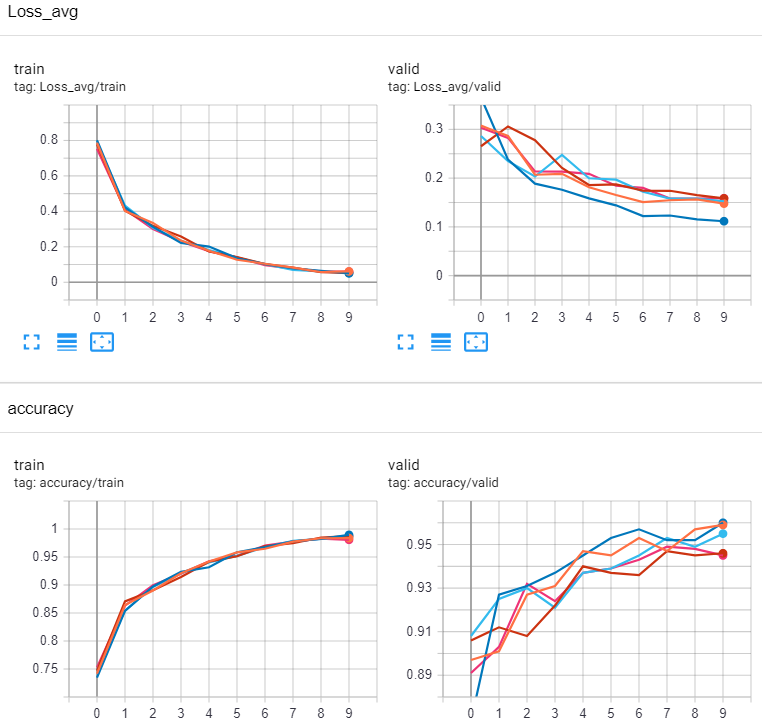 Loss_avg
train
tag: Loss_avg/train
0.8
0.6
0.4
0.2
0
0 1 2 3 4 5 6 7 8 9
valid
tag: Loss_avg/valid
0.3
0.2
0.1
0
0 1 2 3 4 5 6 7 8 9
accuracy
train
tag: accuracy/train
1
0.95
0.9
0.85
0.8
0.75
0 1 2 3 4 5 6 7 8 9
valid
tag: accuracy/valid
0.95
0.93
0.91
0.89
0 1 2 3 4 5 6 7 8 9